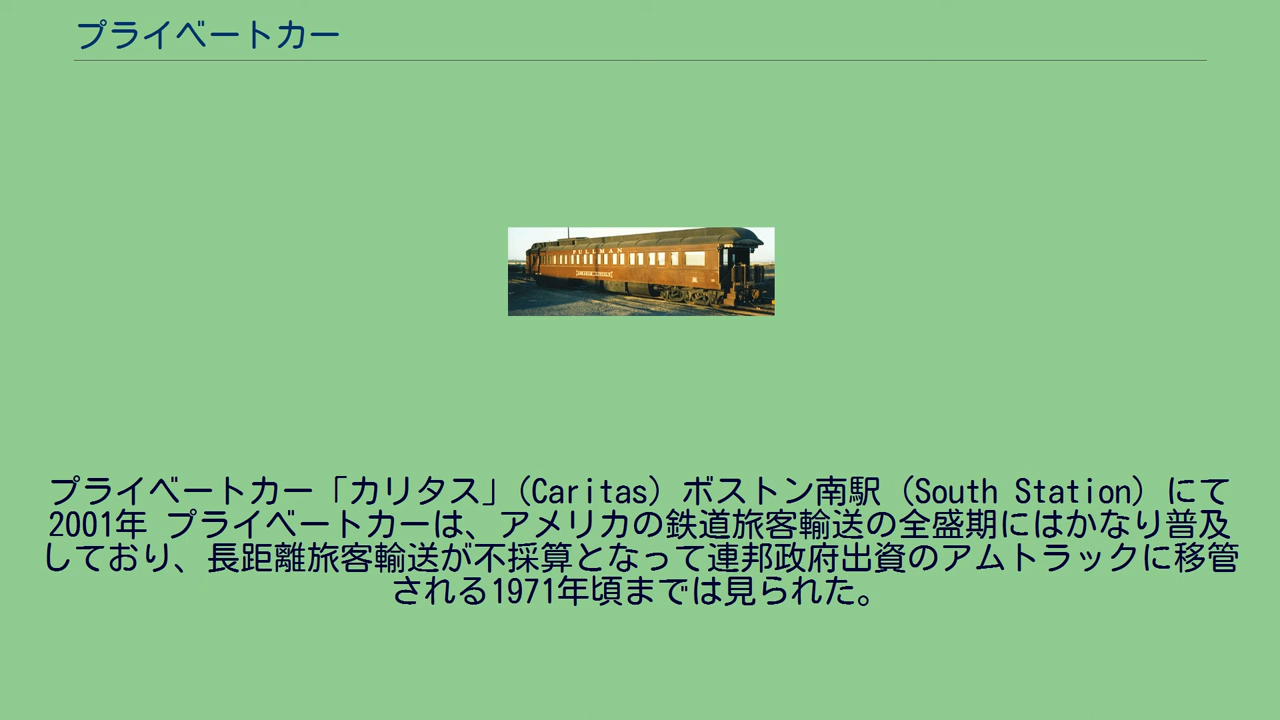 プライベートカー
PULLMAN
プライベートカー「カリタス」(Caritas) ボストン南駅 (South Station) にて
2001年 プライベートカーは、アメリカの鉄道旅客輸送の全盛期にはかなり普及
しており、長距離旅客輸送が不採算となって連邦政府出資のアムトラックに移管
される1971年頃までは見られた。